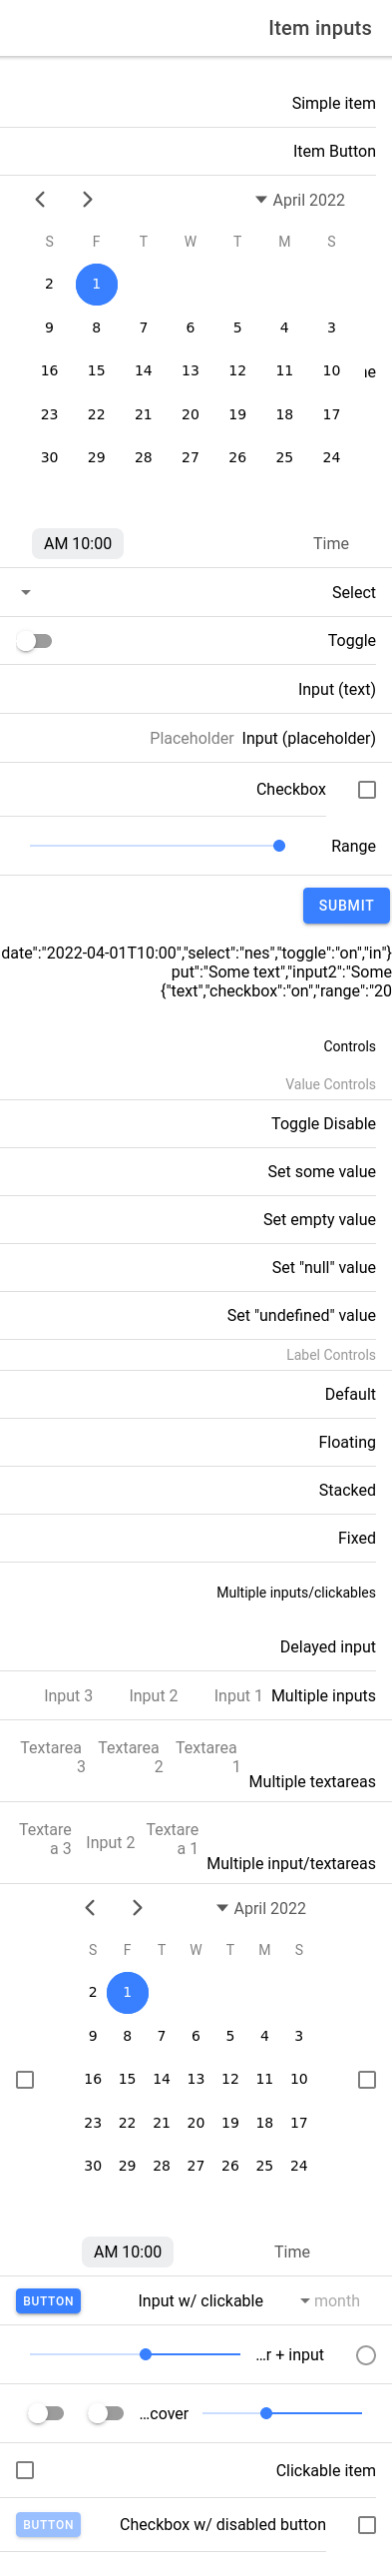 Item inputs
Simple item
Item Button
April 2022
S M T W T F S
1 2
3 4 5 6 7 8 9
10 11 12 13 14 15 16
17 18 19 20 21 22 23
24 25 26 27 28 29 30
Time AM 10:00
Select
Toggle
Input (text)
Input (placeholder) Placeholder
Checkbox
Range
SUBMIT
date":"2022-04-01T10:00","select":"nes","toggle":"on","in"}
put":"Some text","input2":"Some
{"text","checkbox":"on","range":"20
Controls
Value Controls
Toggle Disable
Set some value
Set empty value
Set "null" value
Set "undefined" value
Label Controls
Default
Floating
Stacked
Fixed
Multiple inputs/clickables
Delayed input
Multiple inputs Input 1 Input 2 Input 3
Multiple textareas
Textarea 1
Textarea 2
Textarea 3
Multiple input/textareas
Textarea 1
Input 2
Textarea 3
April 2022
S M T W T F S
1 2
3 4 5 6 7 8 9
10 11 12 13 14 15 16
17 18 19 20 21 22 23
24 25 26 27 28 29 30
Time AM 10:00
month Input w/ clickable BUTTON
...r + input
...cover
Clickable item
Checkbox with disabled button BUTTON